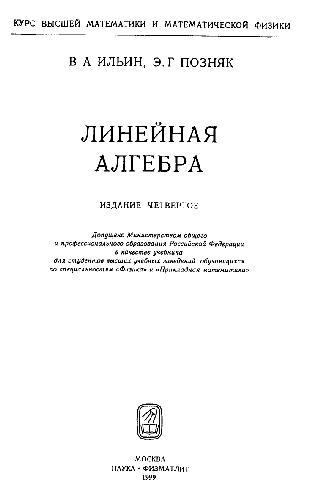 КУРС ВЫСШЕЙ МАТЕМАТИКИ И МАТЕМАТИЧЕСКОЙ ФИЗИКИ
В А ИЛЬИН, Э. Г ПОЗНЯК
ЛИНЕЙНАЯ
АЛГЕБРА
ИЗДАНИЕ ЧЕТВЕРТОЕ
Допущено Министерством общего
и профессионального образования Российской Федерации
в качестве учебника
для студентов высших учебных заведений обучающихся
по специальностям «Физика» и «Прикладная математика»
МОСКВА
НАУКА · ФИЗМАТЛИТ
1999